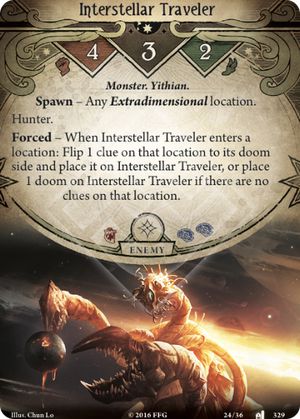 Interstellar Traveler
4 3 2
Monster. Yithian.
Spawn – Any Extradimensional location.
Hunter.
Forced – When Interstellar Traveler enters a
location: Flip 1 clue on that location to its doom
side and place it on Interstellar Traveler, or place
1 doom on Interstellar Traveler if there are no
clues on that location.
ENEMY
Illus. Chun Lo © 2016 FFG 24/36 329